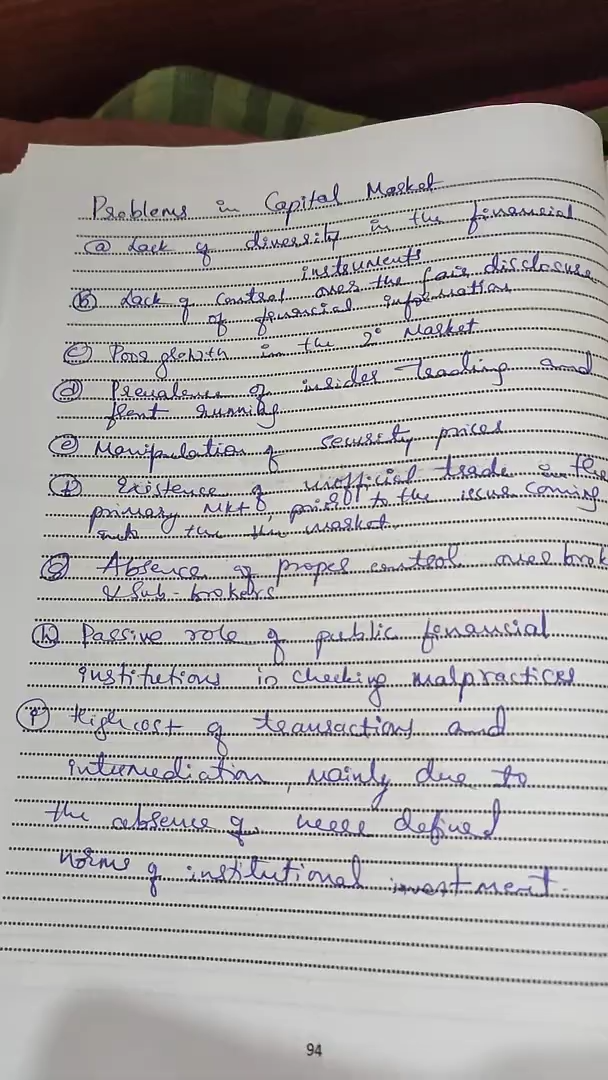 Problems in Capital Market
(a) Lack of diversity in the financial
instruments
(b) Lack of control over the fair disclosure
of financial information
(c) Poor growth in the 2° Market
(d) Prevalence of insider trading and
front running
(e) Manipulation of security prices
(f) Existence of unofficial trade in the
primary Mkt, prior to the issue coming
into the market
(g) Absence of proper control over brok
& Sub-brokers
(h) Passive role of public financial
institutions in checking malpractices
(i) High cost of transactions and
intermediation, mainly due to
the absence of well defined
norms of institutional investment.
94